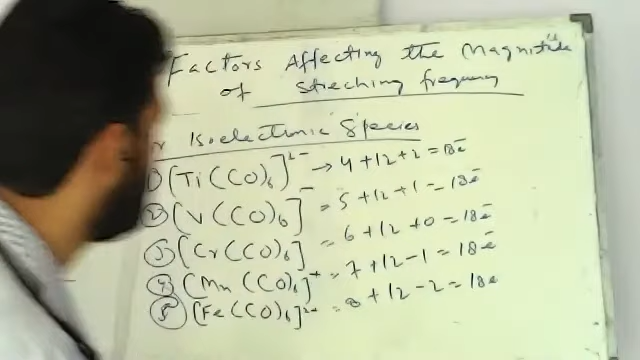 Factors Affecting the Magnitude
of streching frequency
r Isoelectronic Species
① [Ti(CO)₆]²⁻ → 4+12+2=18e⁻
② [V(CO)₆]⁻ = 5+12+1=18e⁻
③ [Cr(CO)₆] = 6+12+0=18e⁻
④ [Mn(CO)₆]⁺ = 7+12-1=18e⁻
⑤ [Fe(CO)₆]²⁺ = 8+12-2=18e⁻